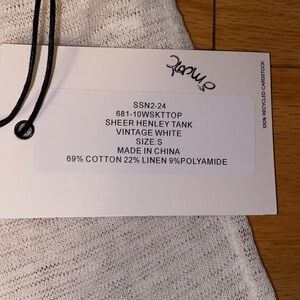 SSN2-24
681-10WSKTTOP
SHEER HENLEY TANK
VINTAGE WHITE
SIZE:S
MADE IN CHINA
69% COTTON 22% LINEN 9%POLYAMIDE
100% RECYCLED CARDSTOCK